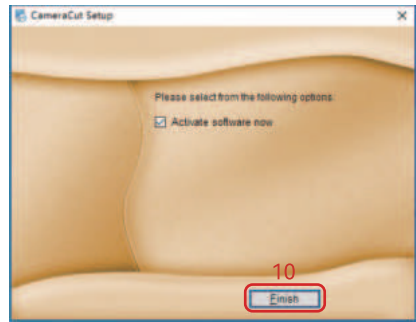 CameraCut Setup
Please select from the following options:
Activate software now
10
Finish